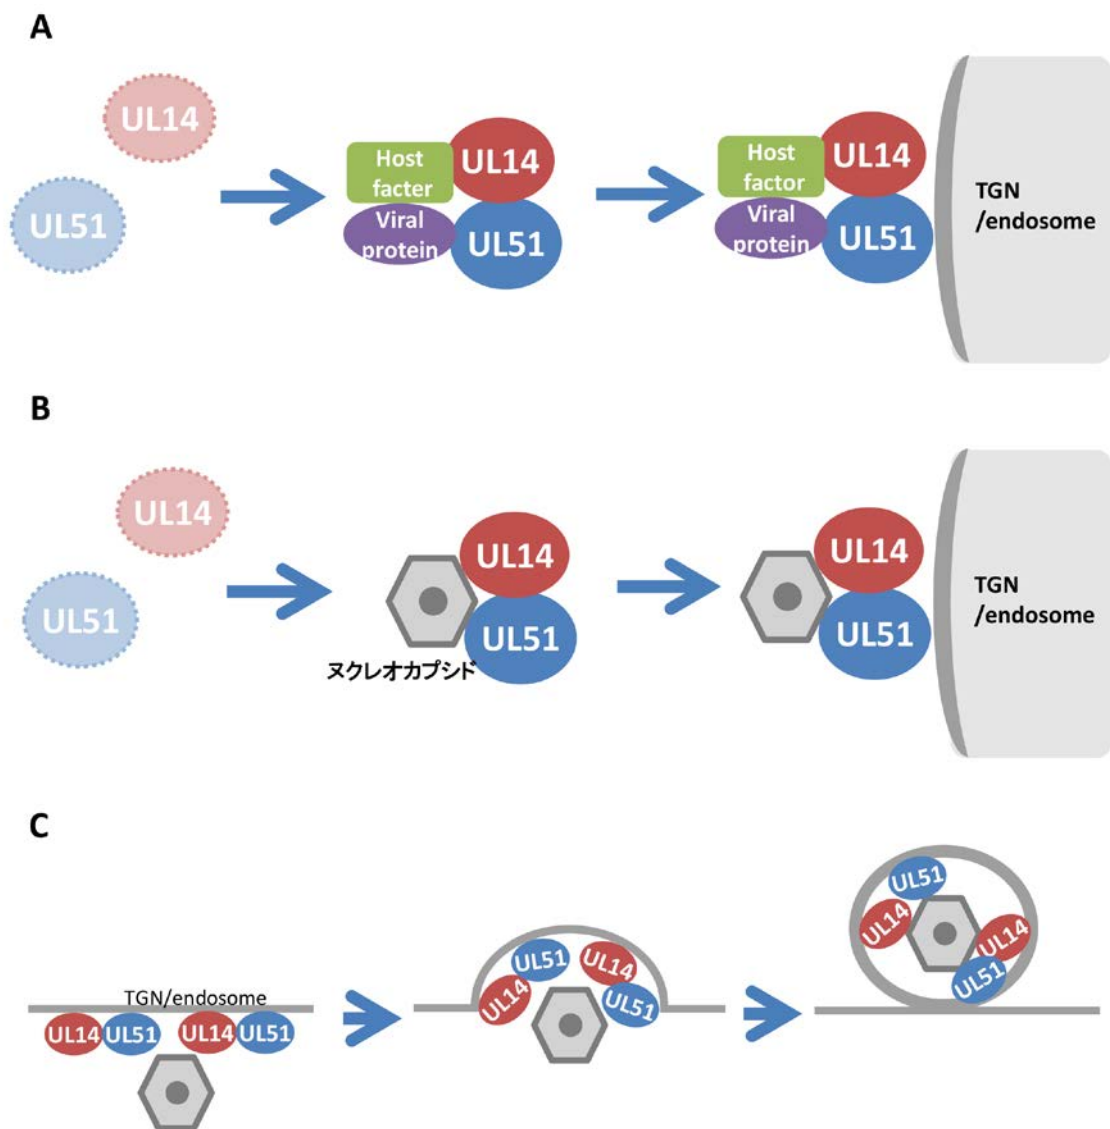 A
UL14
UL51
Host
facter
UL14
Viral
protein
UL51
Host
factor
UL14
Viral
protein
UL51
TGN
/endosome
B
UL14
UL51
UL14
UL51
ヌクレオカプシド
UL14
UL51
TGN
/endosome
C
TGN/endosome
UL14
UL51
UL14
UL51
UL51
UL14
UL14
UL51
UL51
UL14
UL14
UL51